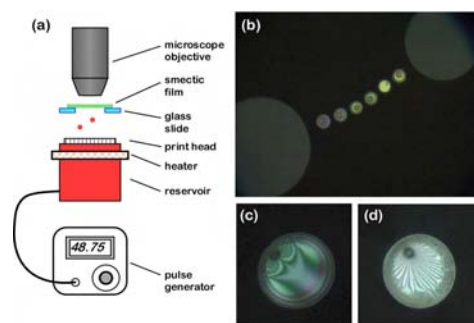 (a)
microscope
objective
smectic
film
glass
slide
print head
heater
reservoir
48.75
pulse
generator
(b)
(c)
(d)